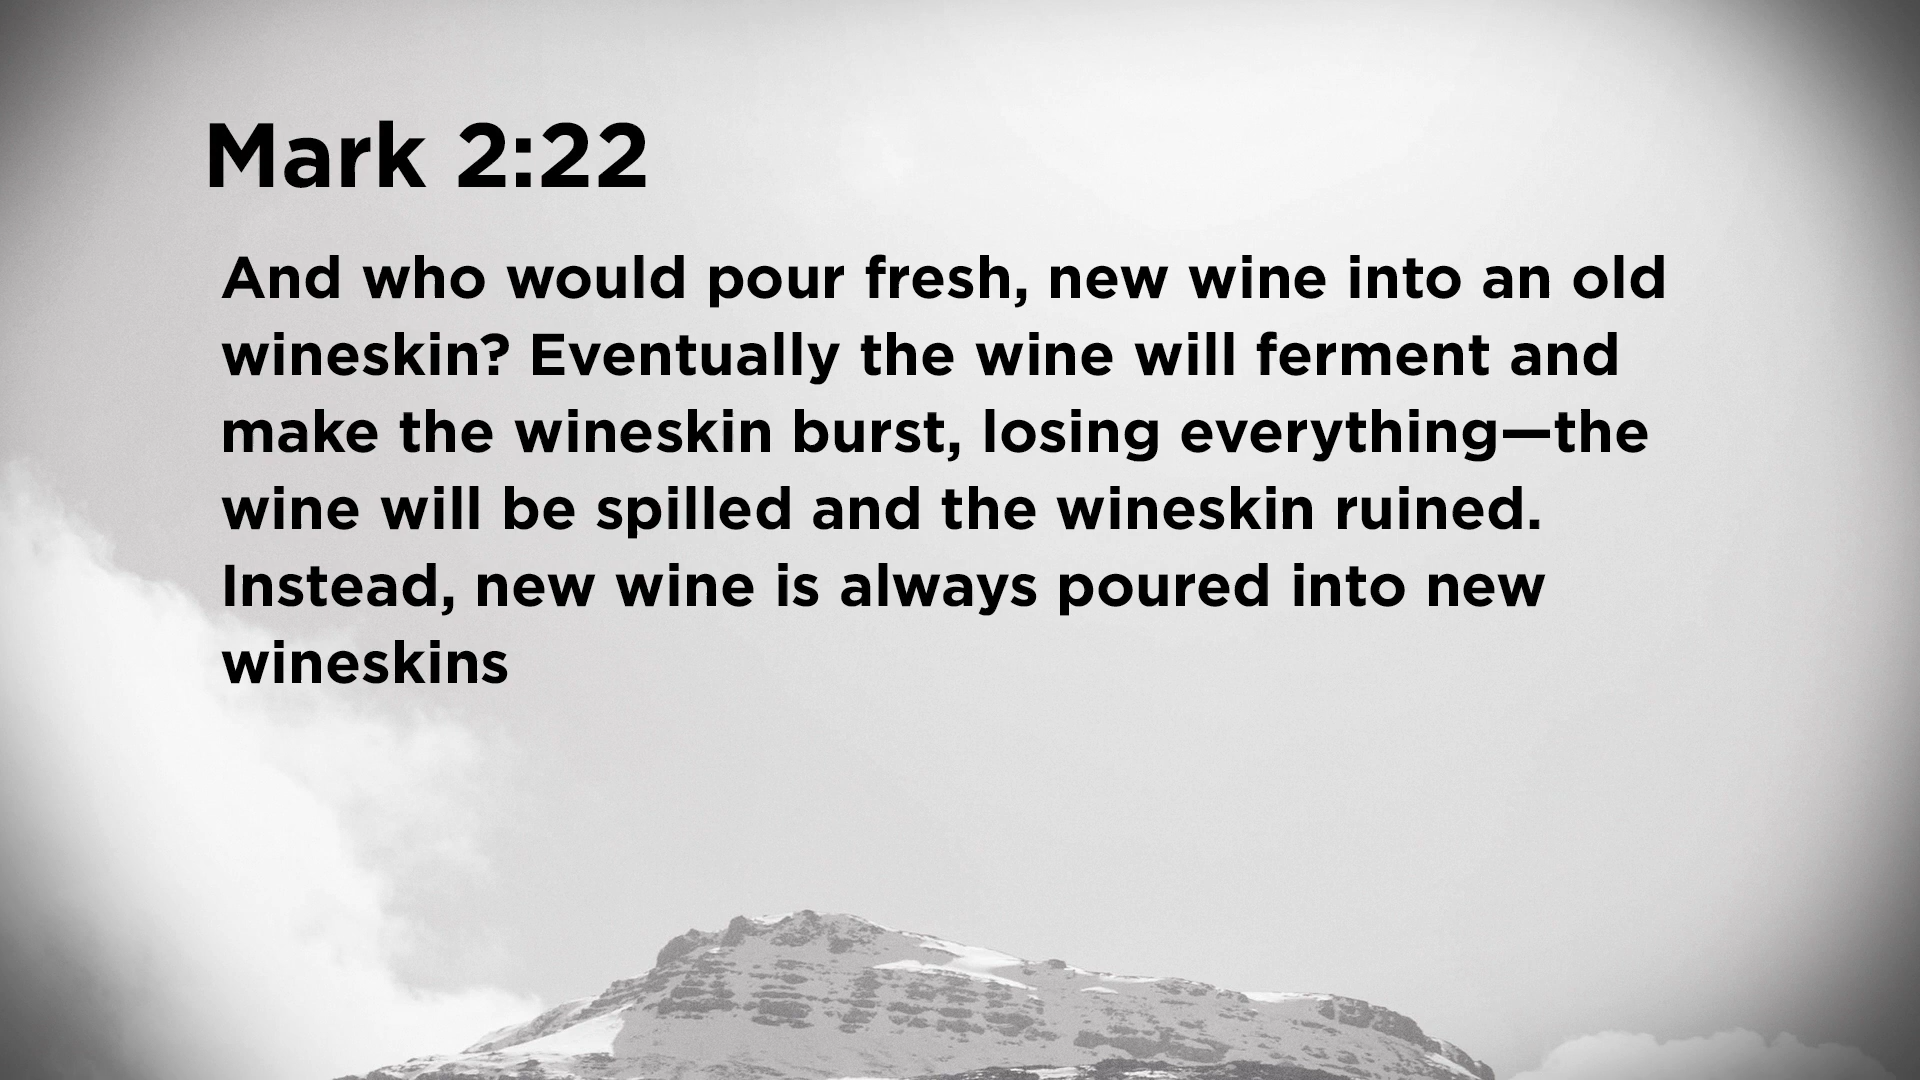 Mark 2:22
And who would pour fresh, new wine into an old
wineskin? Eventually the wine will ferment and
make the wineskin burst, losing everything—the
wine will be spilled and the wineskin ruined.
Instead, new wine is always poured into new
wineskins